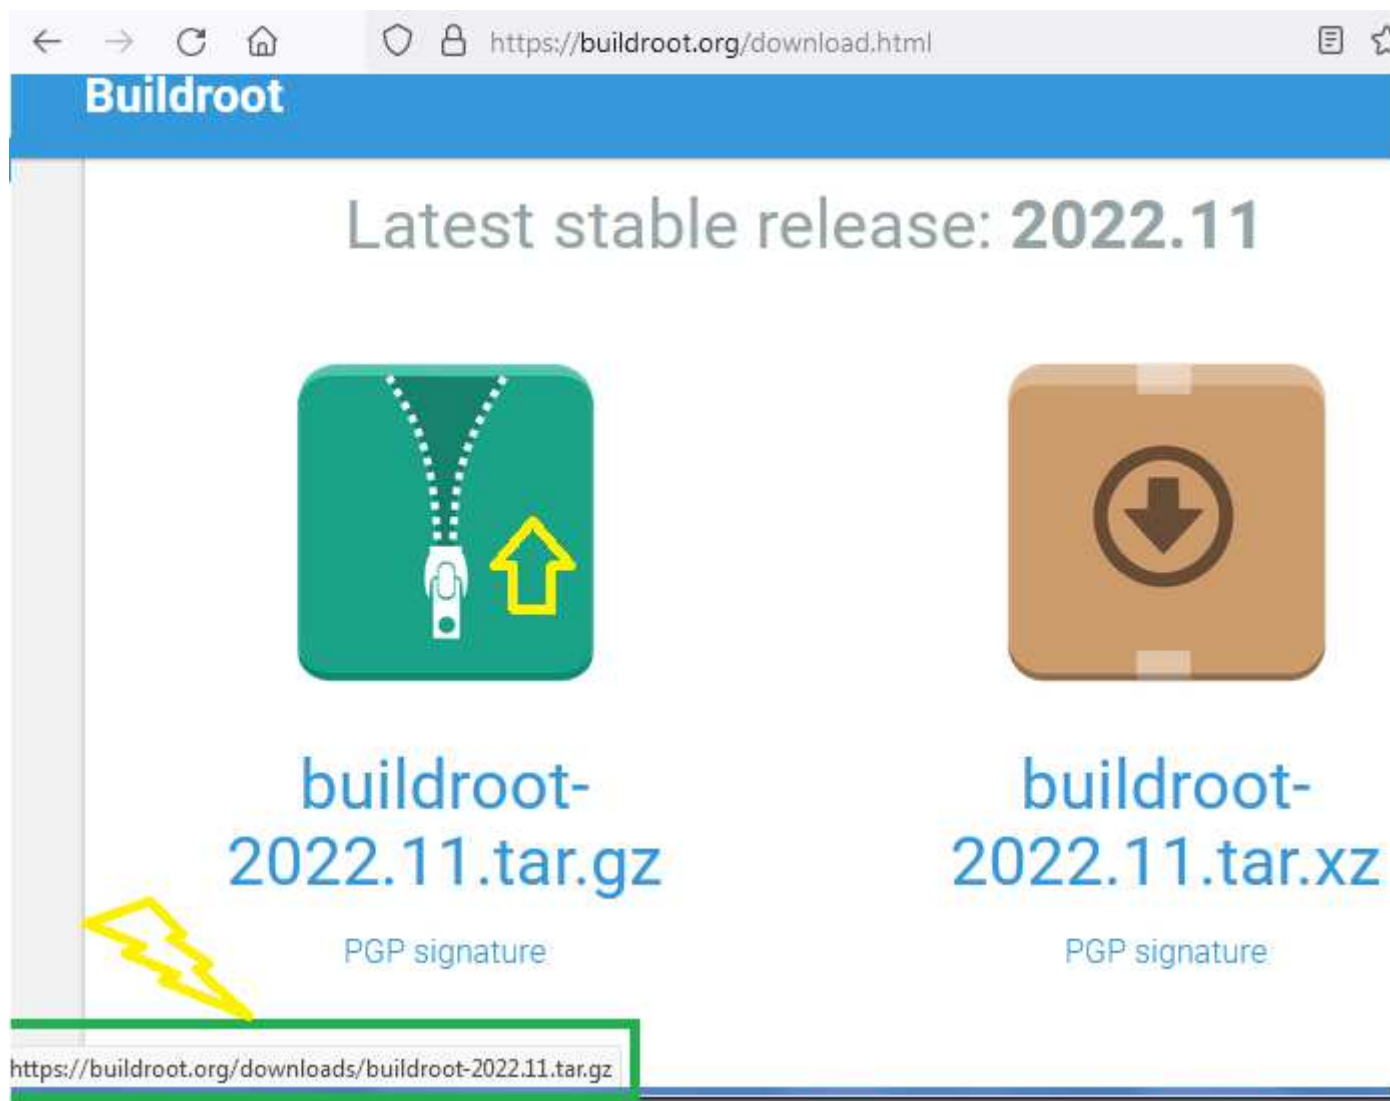 https://buildroot.org/download.html
Buildroot
Latest stable release: 2022.11
buildroot-
2022.11.tar.gz
PGP signature
buildroot-
2022.11.tar.xz
PGP signature
https://buildroot.org/downloads/buildroot-2022.11.tar.gz